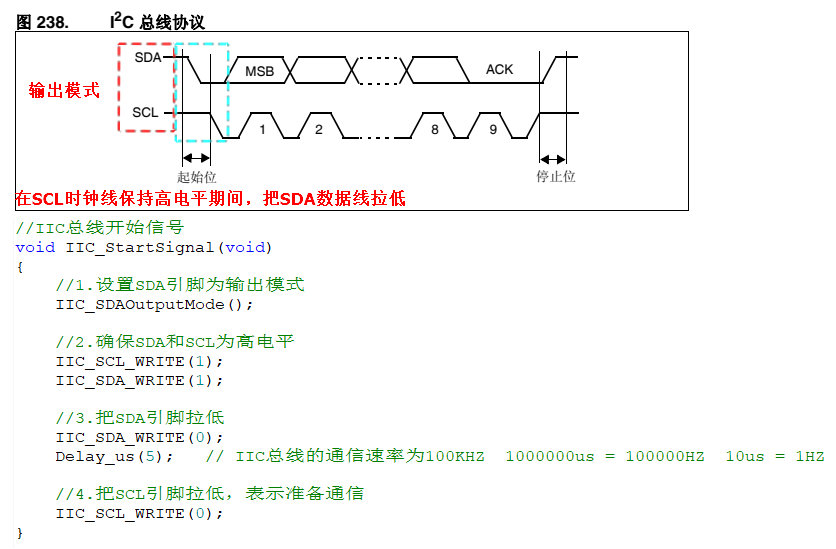 图 238. I2C 总线协议
SDA
MSB
ACK
输出模式
SCL
1 2 8 9
起始位
停止位
在SCL时钟线保持高电平期间，把SDA数据线拉低
//IIC总线开始信号
void IIC_StartSignal(void)
{
//1.设置SDA引脚为输出模式
IIC_SDAOutputMode();
//2.确保SDA和SCL为高电平
IIC_SCL_WRITE(1);
IIC_SDA_WRITE(1);
//3.把SDA引脚拉低
IIC_SDA_WRITE(0);
Delay_us(5); // IIC总线的通信速率为100KHZ 1000000us = 100000HZ 10us = 1HZ
//4.把SCL引脚拉低，表示准备通信
IIC_SCL_WRITE(0);
}